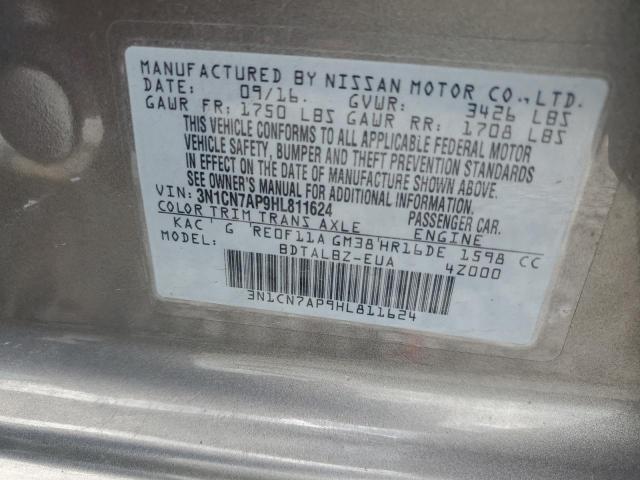 MANUFACTURED BY NISSAN MOTOR CO.,LTD.
DATE: 09/16. GVWR: 3426 LBS
GAWR FR: 1750 LBS GAWR RR: 1708 LBS
THIS VEHICLE CONFORMS TO ALL APPLICABLE FEDERAL MOTOR
VEHICLE SAFETY, BUMPER AND THEFT PREVENTION STANDARDS
IN EFFECT ON THE DATE OF MANUFACTURE SHOWN ABOVE.
SEE OWNER'S MANUAL FOR ADDITIONAL INFORMATION.
VIN: 3N1CN7AP9HL811624 PASSENGER CAR.
COLOR TRIM TRANS AXLE ENGINE
KAC G RE0F11A GM38 HR16DE 1598 CC
MODEL: BDTALBZ-EUA 4Z000
3N1CN7AP9HL811624